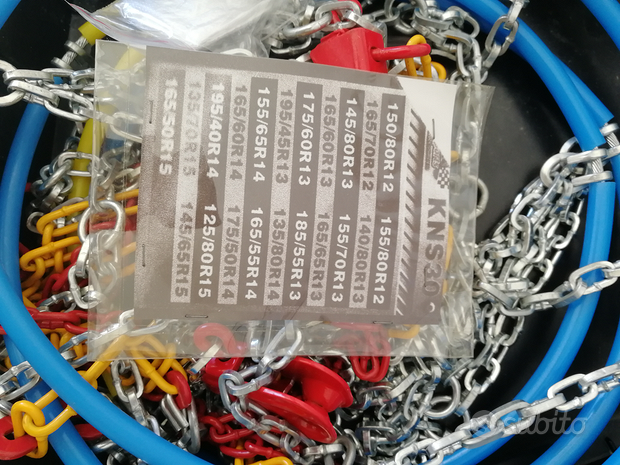 KNS30
150/80R12 155/80R12
165/70R12 140/80R13
145/80R13 155/70R13
165/60R13 165/65R13
175/60R13 185/55R13
195/45R13 135/80R14
155/65R14 165/55R14
165/60R14 175/50R14
195/40R14 125/80R15
135/70R15 145/65R15
165/50R15
subito